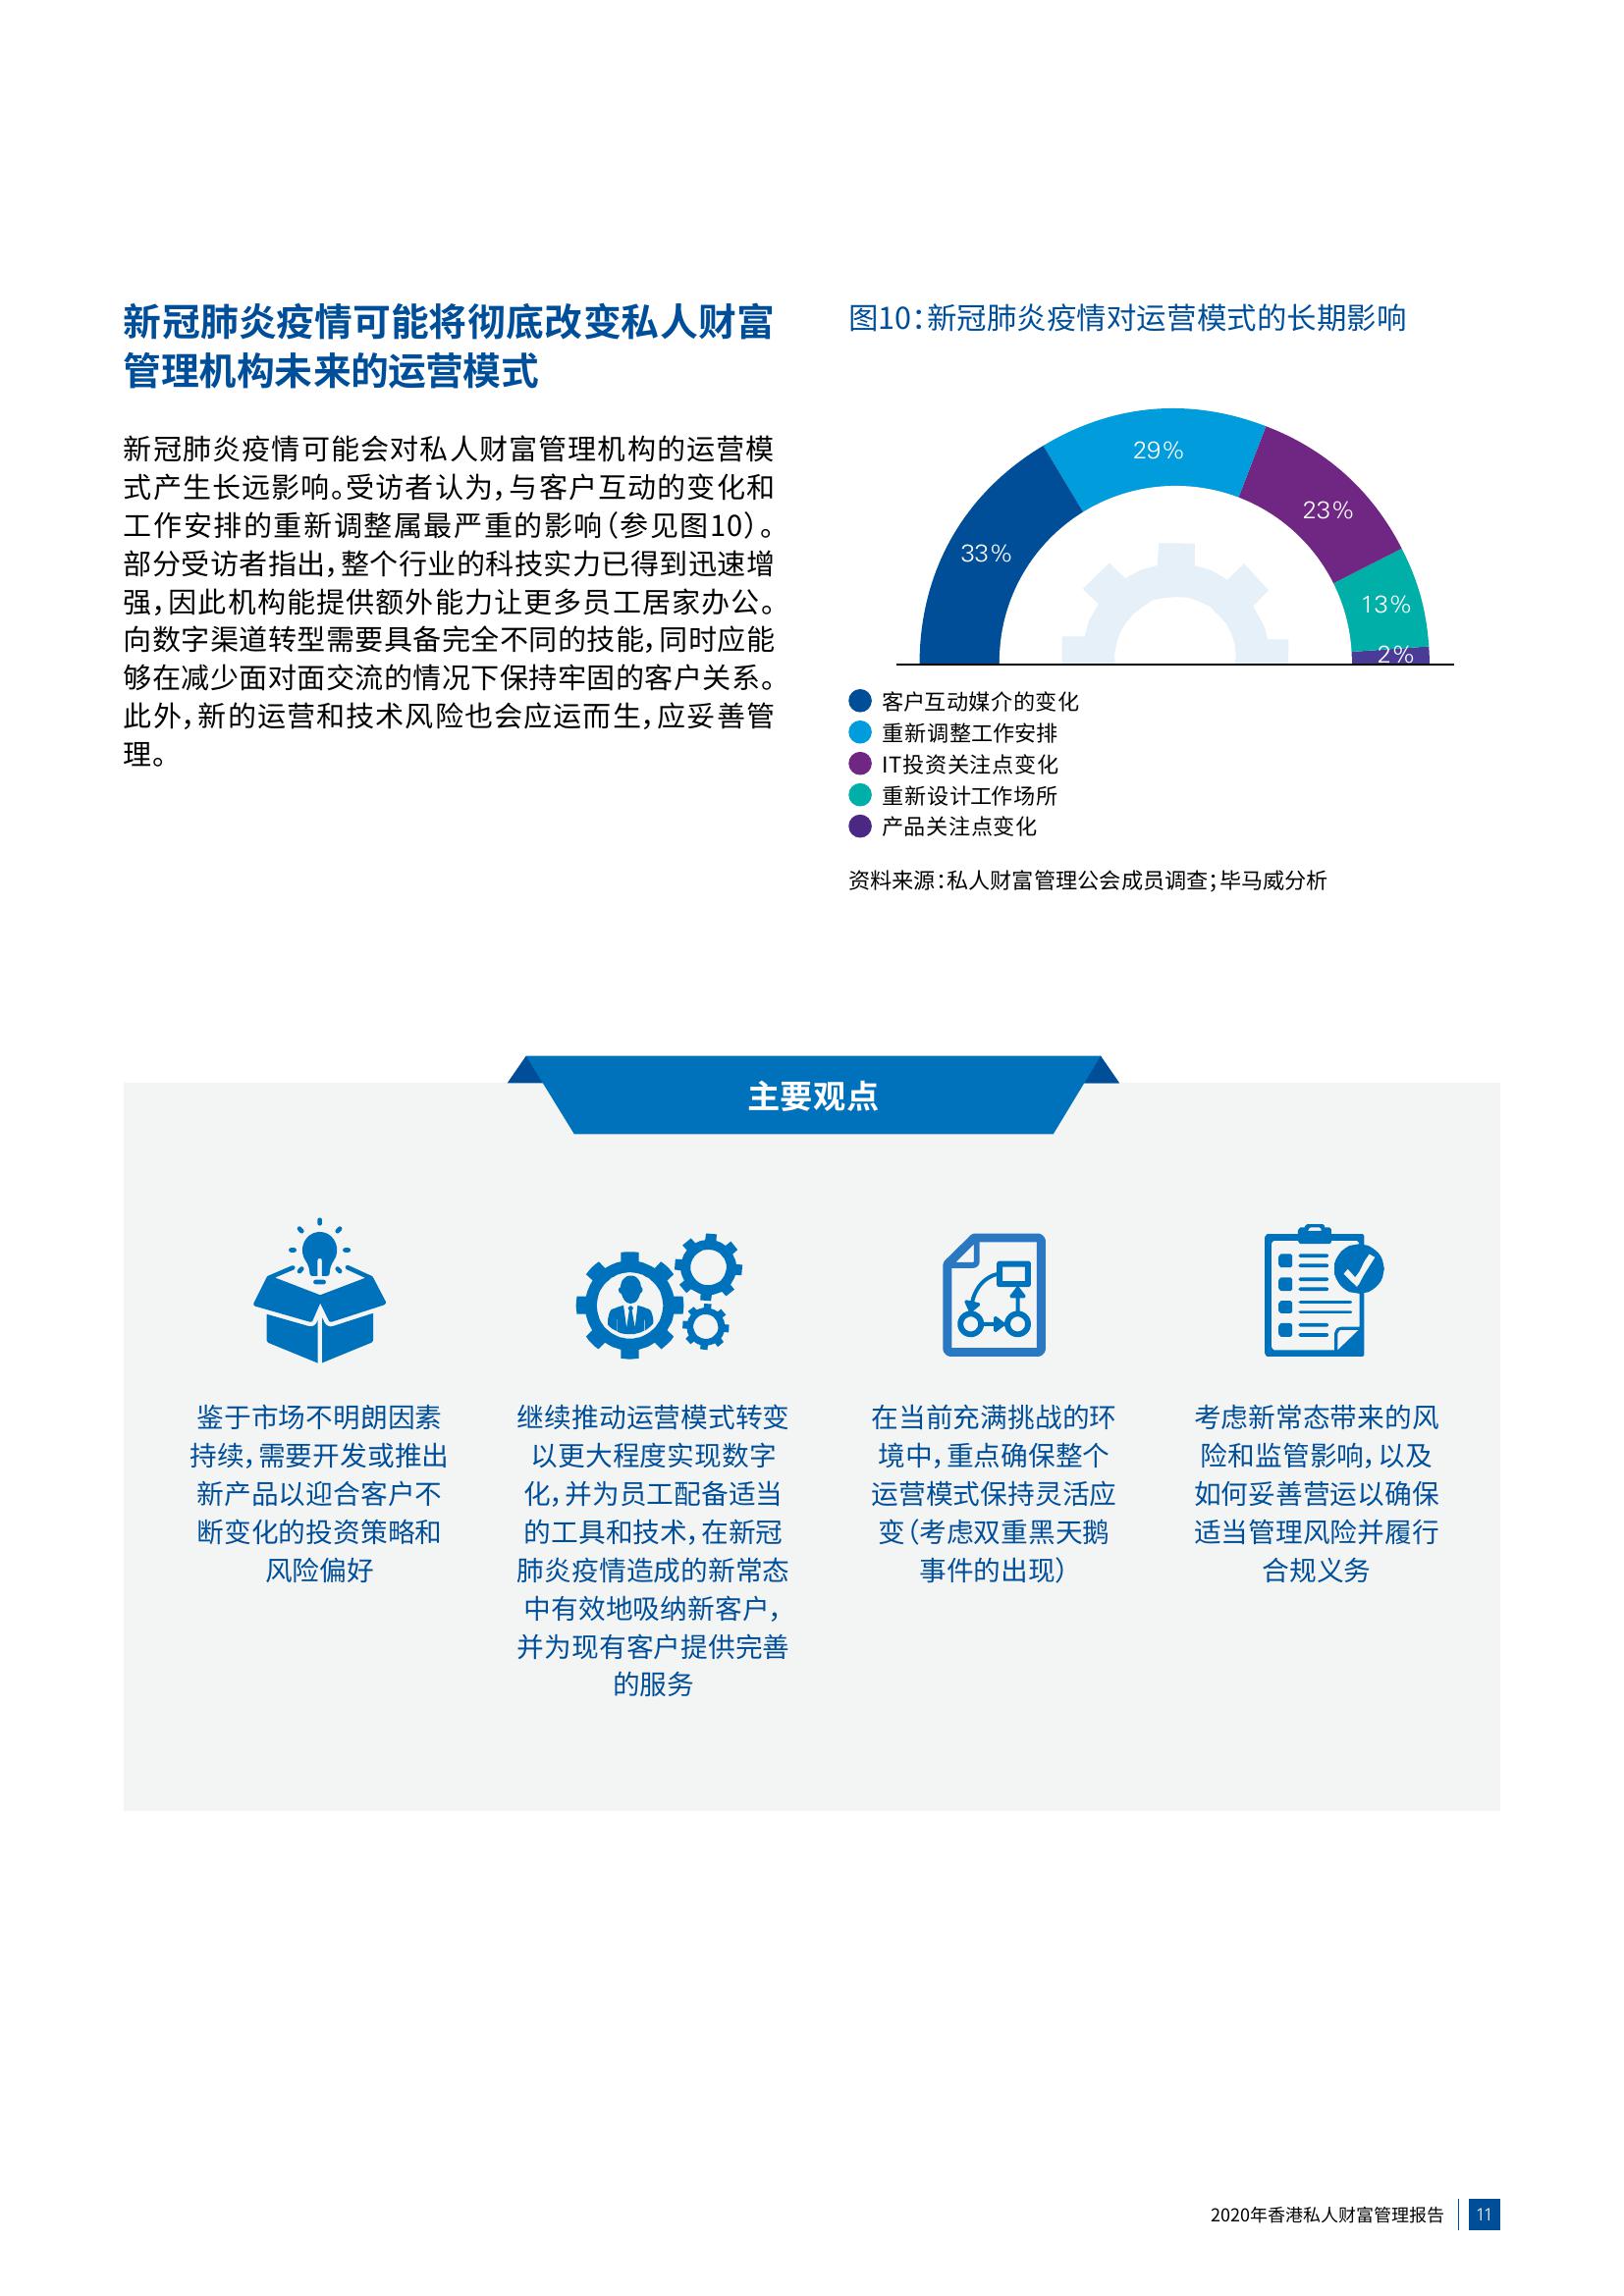 新冠肺炎疫情可能将彻底改变私人财富
管理机构未来的运营模式
新冠肺炎疫情可能会对私人财富管理机构的运营模
式产生长远影响。受访者认为，与客户互动的变化和
工作安排的重新调整属最严重的影响（参见图10）。
部分受访者指出，整个行业的科技实力已得到迅速增
强，因此机构能提供额外能力让更多员工居家办公。
向数字渠道转型需要具备完全不同的技能，同时应能
够在减少面对面交流的情况下保持牢固的客户关系。
此外，新的运营和技术风险也会应运而生，应妥善管
理。
图10：新冠肺炎疫情对运营模式的长期影响
33%
29%
23%
13%
2%
客户互动媒介的变化
重新调整工作安排
IT投资关注点变化
重新设计工作场所
产品关注点变化
资料来源：私人财富管理公会成员调查；毕马威分析
主要观点
鉴于市场不明朗因素
持续，需要开发或推出
新产品以迎合客户不
断变化的投资策略和
风险偏好
继续推动运营模式转变
以更大程度实现数字
化，并为员工配备适当
的工具和技术，在新冠
肺炎疫情造成的新常态
中有效地吸纳新客户，
并为现有客户提供完善
的服务
在当前充满挑战的环
境中，重点确保整个
运营模式保持灵活应
变（考虑双重黑天鹅
事件的出现）
考虑新常态带来的风
险和监管影响，以及
如何妥善营运以确保
适当管理风险并履行
合规义务
2020年香港私人财富管理报告
11